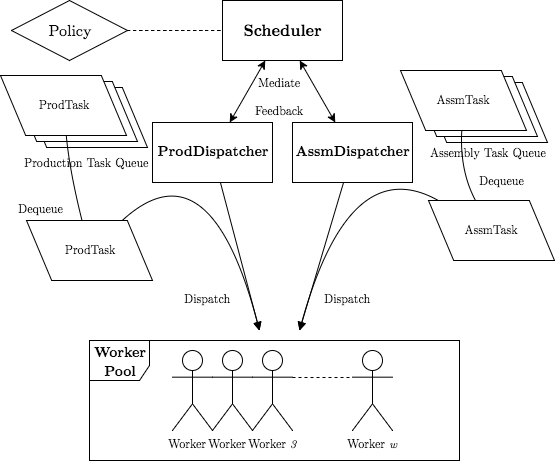 Policy
Scheduler
Mediate
Feedback
ProdTask
Production Task Queue
AssmTask
Assembly Task Queue
ProdDispatcher
AssmDispatcher
Dequeue
Dequeue
ProdTask
AssmTask
Dispatch
Dispatch
Worker
Pool
Worker Worker Worker 3
Worker w